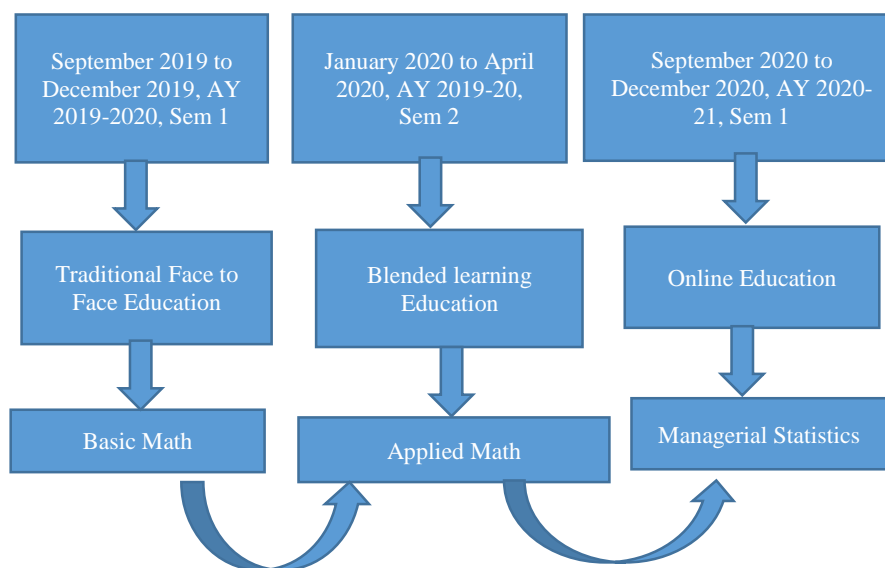 September 2019 to
December 2019, AY
2019-2020, Sem 1
January 2020 to April
2020, AY 2019-20,
Sem 2
September 2020 to
December 2020, AY 2020-
21, Sem 1
Traditional Face to
Face Education
Blended learning
Education
Online Education
Basic Math
Applied Math
Managerial Statistics